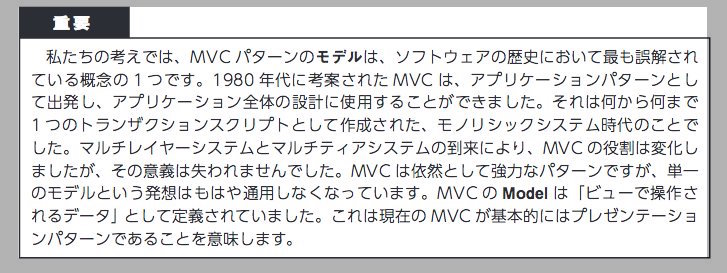 重要
私たちの考えでは、MVC パターンのモデルは、ソフトウェアの歴史において最も誤解され
ている概念の 1 つです。1980 年代に考案された MVC は、アプリケーションパターンとし
て出発し、アプリケーション全体の設計に使用することができました。それは何から何まで
1 つのトランザクションスクリプトとして作成された、モノリシックシステム時代のことで
した。マルチレイヤーシステムとマルチティアシステムの到来により、MVC の役割は変化し
ましたが、その意義は失われませんでした。MVC は依然として強力なパターンですが、単一
のモデルという発想はもはや通用しなくなっています。MVC の Model は「ビューで操作さ
れるデータ」として定義されていました。これは現在の MVC が基本的にはプレゼンテーショ
ンパターンであることを意味します。